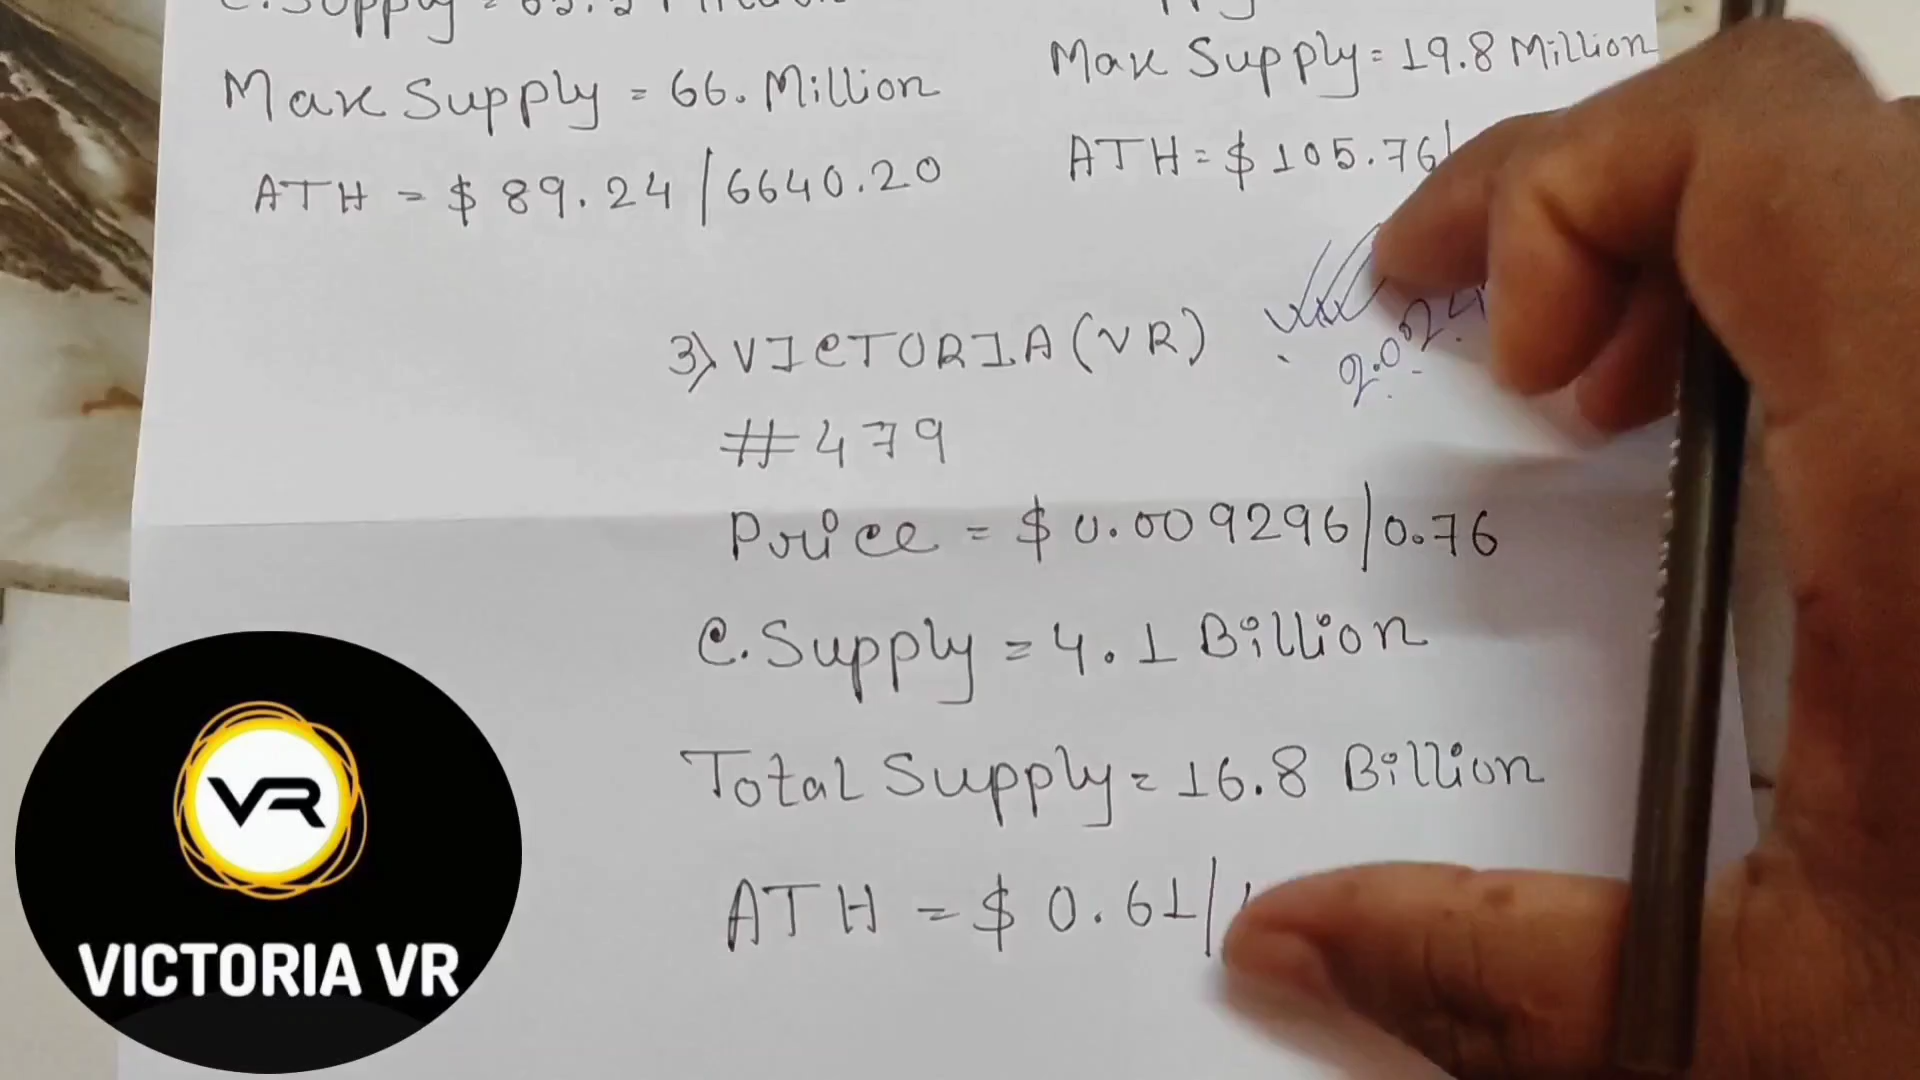 Max Supply = 66. Million
ATH = $ 89.24 / 6640.20
Max Supply = 19.8 Million
ATH = $ 105.76/
3) VICTORIA (VR)
#479
Price = $ 0.009296/0.76
C. Supply = 4.1 Billion
Total Supply = 16.8 Billion
ATH = $ 0.61/
VR
VICTORIA VR